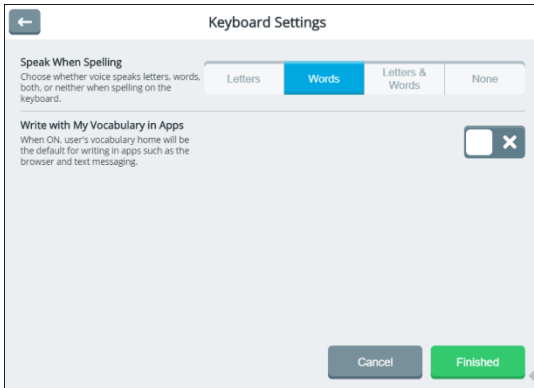 Keyboard Settings
Speak When Spelling
Choose whether voice speaks letters, words,
both, or neither when spelling on the
keyboard.
Letters
Words
Letters &
Words
None
Write with My Vocabulary in Apps
When ON, user's vocabulary home will be
the default for writing in apps such as the
browser and text messaging.
Cancel
Finished